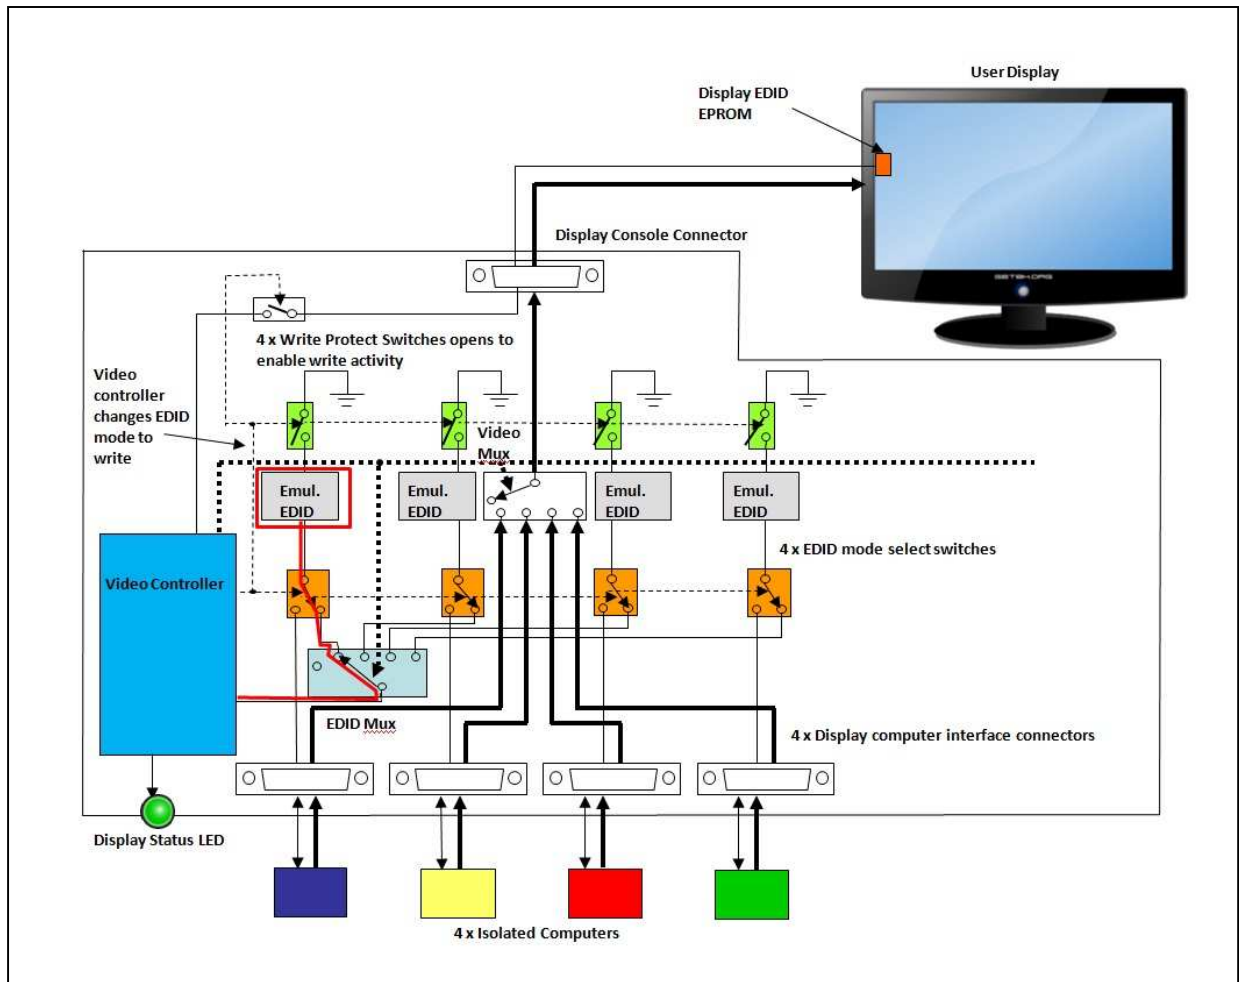 User Display
Display EDID
EPROM
Display Console Connector
4 x Write Protect Switches opens to
enable write activity
Video
controller
changes EDID
mode to
write
Video
Mux
Emul.
EDID
Emul.
EDID
Emul.
EDID
Emul.
EDID
4 x EDID mode select switches
Video Controller
EDID Mux
4 x Display computer interface connectors
Display Status LED
4 x Isolated Computers